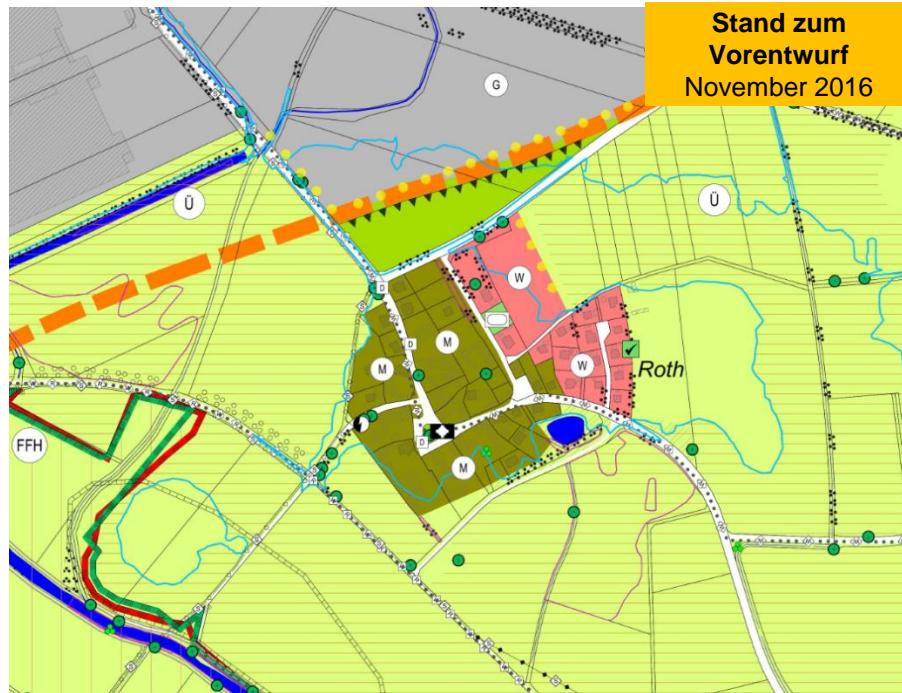 Stand zum
Vorentwurf
November 2016
G
Ü
Ü
W
D
M
D
M
W
Roth
FFH
D
M